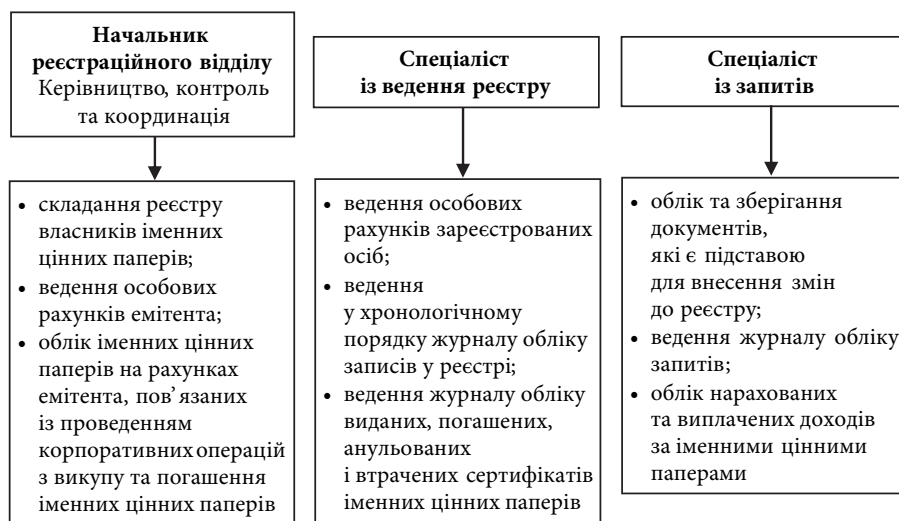 Начальник
реєстраційного відділу
Керівництво, контроль
та координація
Спеціаліст
із ведення реєстру
Спеціаліст
із запитів
• складання реєстру
власників іменних
цінних паперів;
• ведення особових
рахунків емітента;
• облік іменних цінних
паперів на рахунках
емітента, пов’язаних
із проведенням
корпоративних операцій
з викупу та погашення
іменних цінних паперів
• ведення особових
рахунків зареєстрованих
осіб;
• ведення
у хронологічному
порядку журналу обліку
записів у реєстрі;
• ведення журналу обліку
виданих, погашених,
анульованих
і втрачених сертифікатів
іменних цінних паперів
• облік та зберігання
документів,
які є підставою
для внесення змін
до реєстру;
• ведення журналу обліку
запитів;
• облік нарахованих
та виплачених доходів
за іменними цінними
паперами